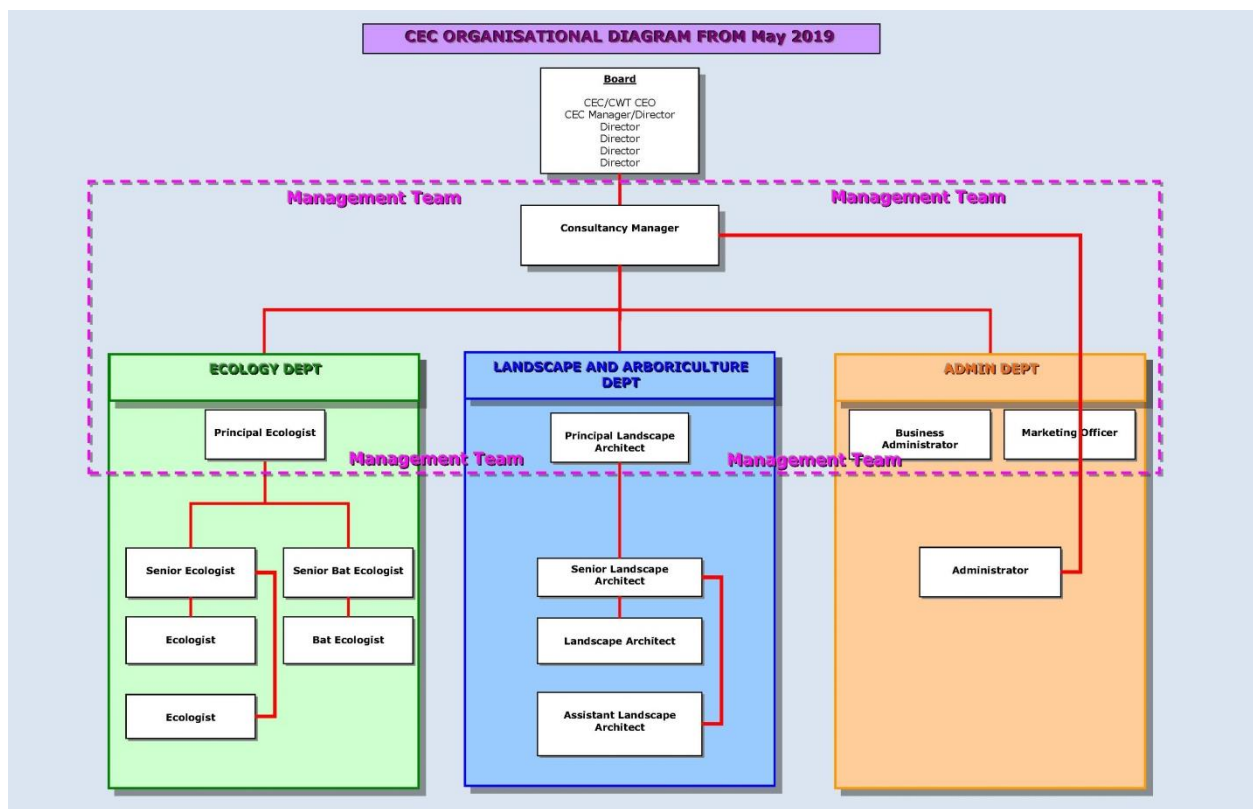 CEC ORGANISATIONAL DIAGRAM FROM May 2019
Board
CEC/CWT CEO
CEC Manager/Director
Director
Director
Director
Director
Management Team
Management Team
Consultancy Manager
ECOLOGY DEPT
LANDSCAPE AND ARBORICULTURE
DEPT
ADMIN DEPT
Principal Ecologist
Principal Landscape
Architect
Business
Administrator
Marketing Officer
Management Team
Management Team
Senior Ecologist
Senior Bat Ecologist
Senior Landscape
Architect
Administrator
Ecologist
Bat Ecologist
Landscape Architect
Ecologist
Assistant Landscape
Architect